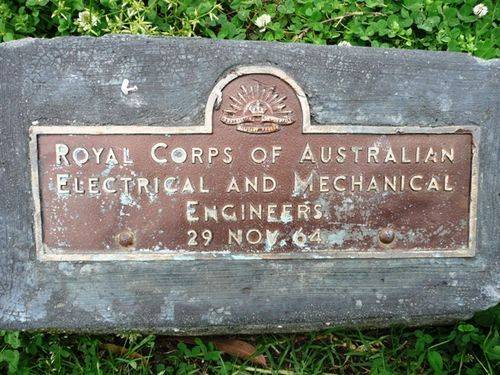 Royal Corps of Australian
Electrical and Mechanical
Engineers
29 Nov. 64